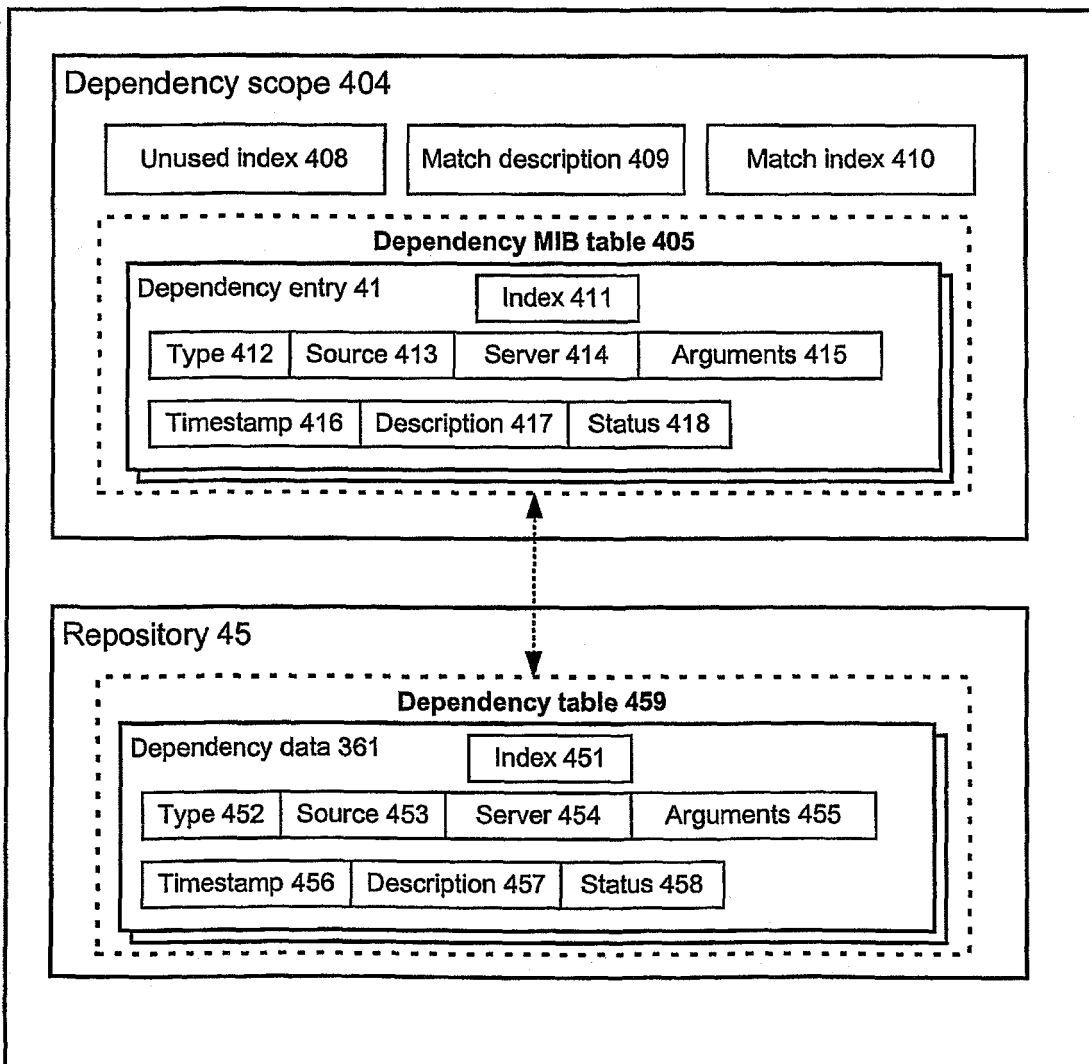 Dependency scope 404
Unused index 408
Match description 409
Match index 410
Dependency MIB table 405
Dependency entry 41
Index 411
Type 412
Source 413
Server 414
Arguments 415
Timestamp 416
Description 417
Status 418
Repository 45
Dependency table 459
Dependency data 361
Index 451
Type 452
Source 453
Server 454
Arguments 455
Timestamp 456
Description 457
Status 458